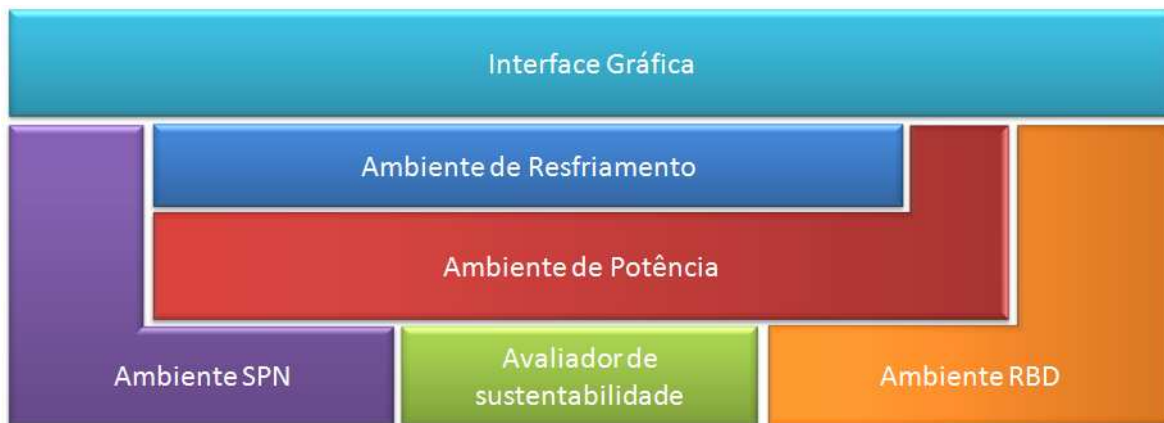 Interface Gráfica
Ambiente de Resfriamento
Ambiente de Potência
Ambiente SPN
Avaliador de
sustentabilidade
Ambiente RBD